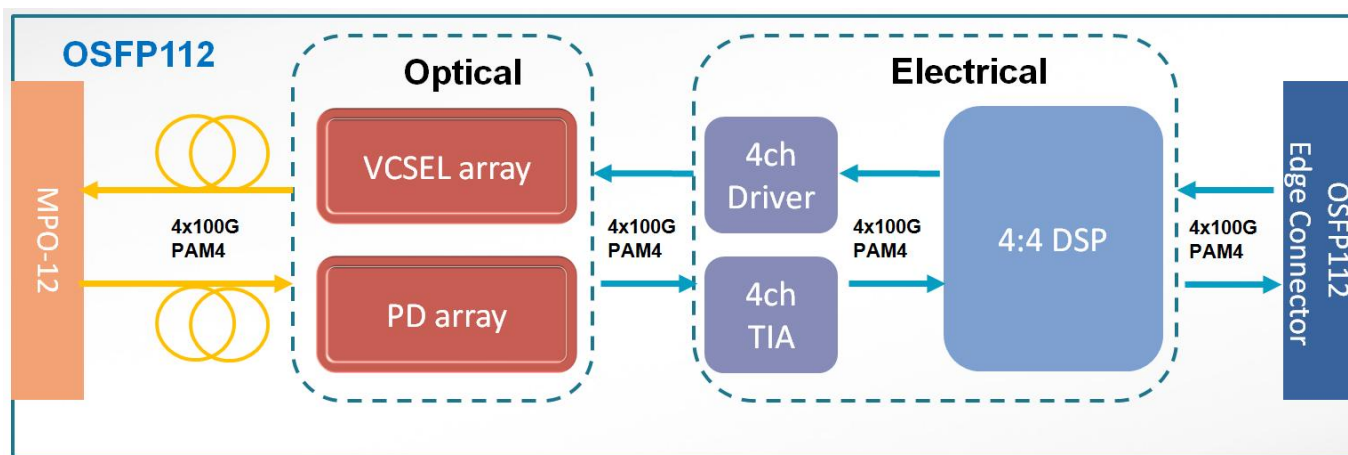 OSFP112
Optical
Electrical
MPO-12
4x100G
PAM4
VCSEL array
PD array
4x100G
PAM4
4ch
Driver
4ch
TIA
4x100G
PAM4
4:4 DSP
4x100G
PAM4
OSFP112
Edge Connector